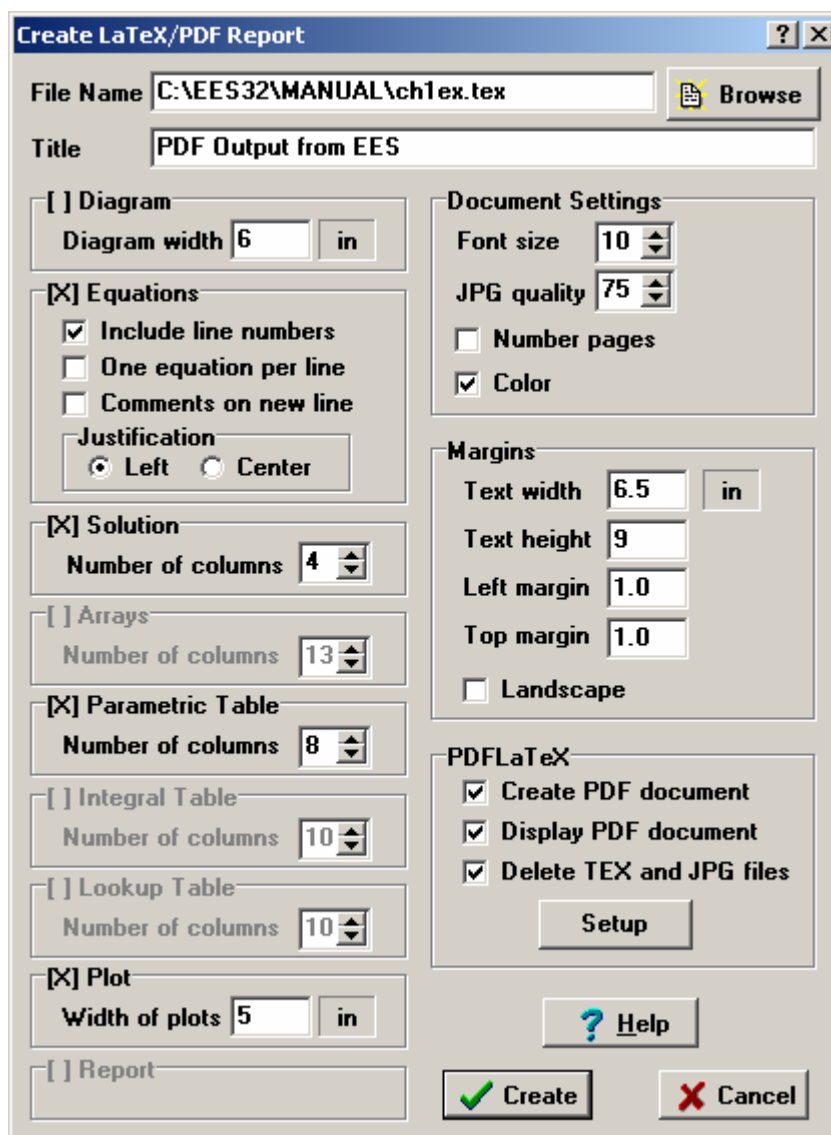 Create LaTeX/PDF Report
File Name C:\EES32\MANUAL\ch1ex.tex Browse
Title PDF Output from EES
[ ] Diagram
Diagram width 6 in
[X] Equations
Include line numbers
One equation per line
Comments on new line
Justification
Left Center
[X] Solution
Number of columns 4
[ ] Arrays
Number of columns 13
[X] Parametric Table
Number of columns 8
[ ] Integral Table
Number of columns 10
[ ] Lookup Table
Number of columns 10
[X] Plot
Width of plots 5 in
[ ] Report
Document Settings
Font size 10
JPG quality 75
Number pages
Color
Margins
Text width 6.5 in
Text height 9
Left margin 1.0
Top margin 1.0
Landscape
PDFLaTeX
Create PDF document
Display PDF document
Delete TEX and JPG files
Setup
? Help
Create Cancel